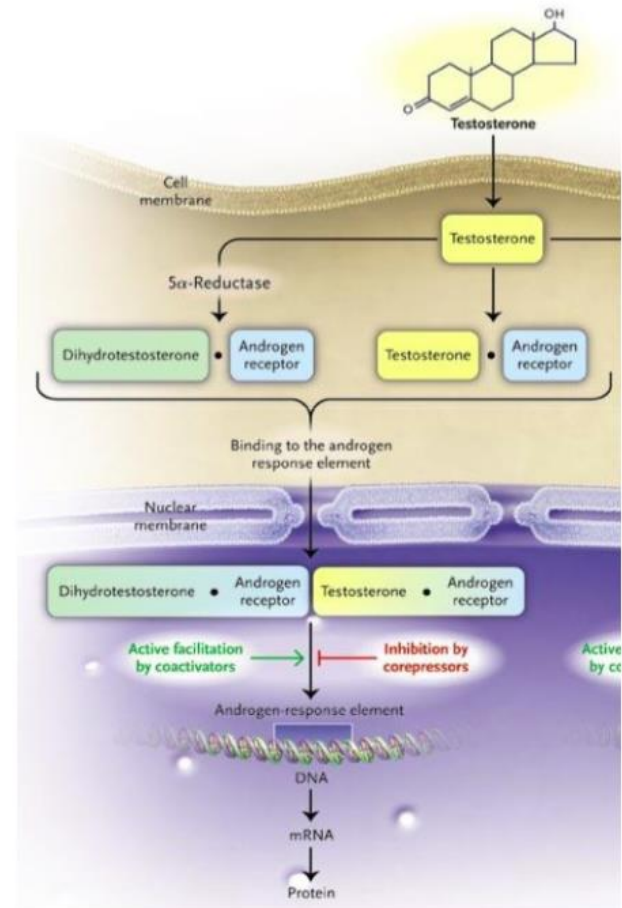 OH
O
Testosterone
Cell
membrane
Testosterone
5α-Reductase
Dihydrotestosterone • Androgen
receptor
Testosterone • Androgen
receptor
Binding to the androgen
response element
Nuclear
membrane
Dihydrotestosterone • Androgen
receptor
Testosterone • Androgen
receptor
Active facilitation
by coactivators
Inhibition by
corepressors
Active
by co
Androgen-response element
DNA
mRNA
Protein